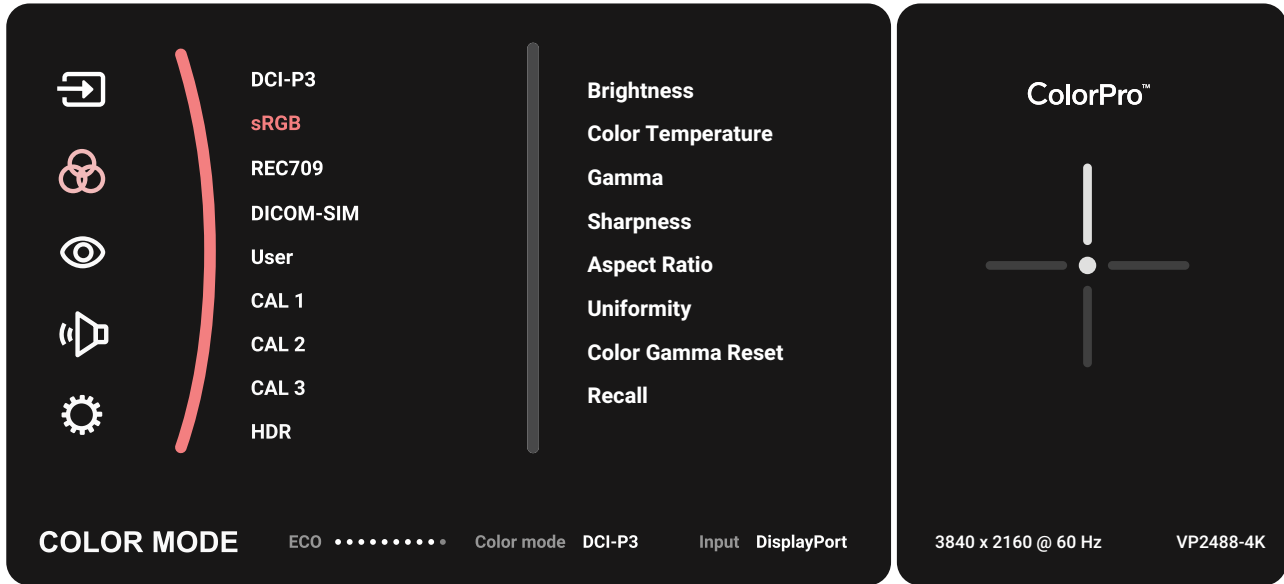 DCI-P3
sRGB
REC709
DICOM-SIM
User
CAL 1
CAL 2
CAL 3
HDR
Brightness
Color Temperature
Gamma
Sharpness
Aspect Ratio
Uniformity
Color Gamma Reset
Recall
ColorPro™
COLOR MODE ECO Color mode DCI-P3 Input DisplayPort
3840 x 2160 @ 60 Hz VP2488-4K